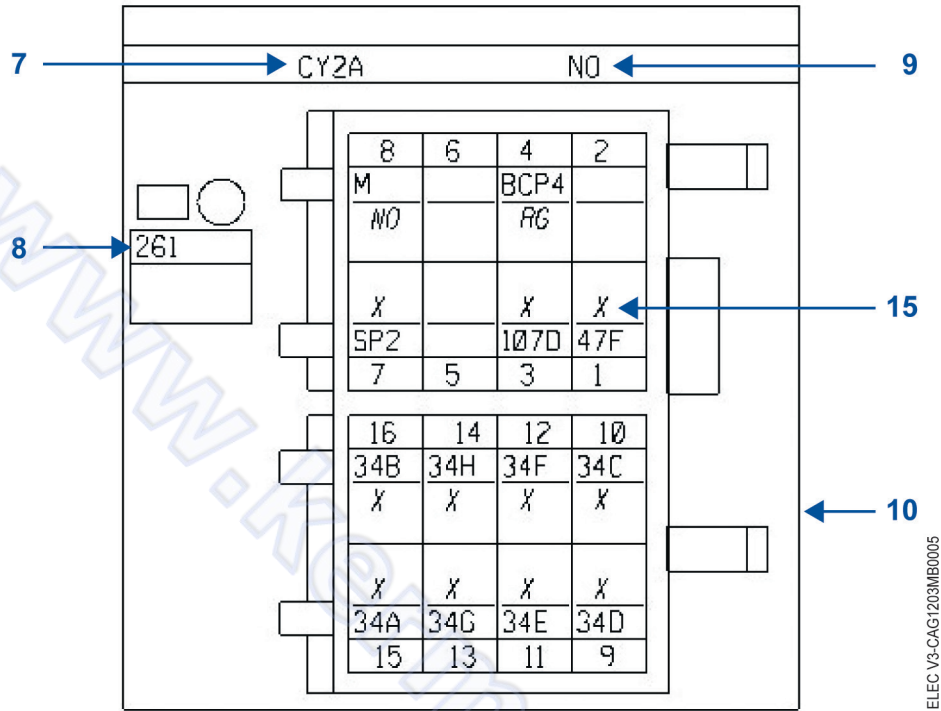 7 CY2A NO 9
8 6 4 2
M BCP4
NO RG
8 261
X X X 15
SP2 107D 47F
7 5 3 1
16 14 12 10
34B 34H 34F 34C
X X X X
10
X X X X
34A 34G 34E 34D
15 13 11 9
ELEC V3-CAG1203MB0005